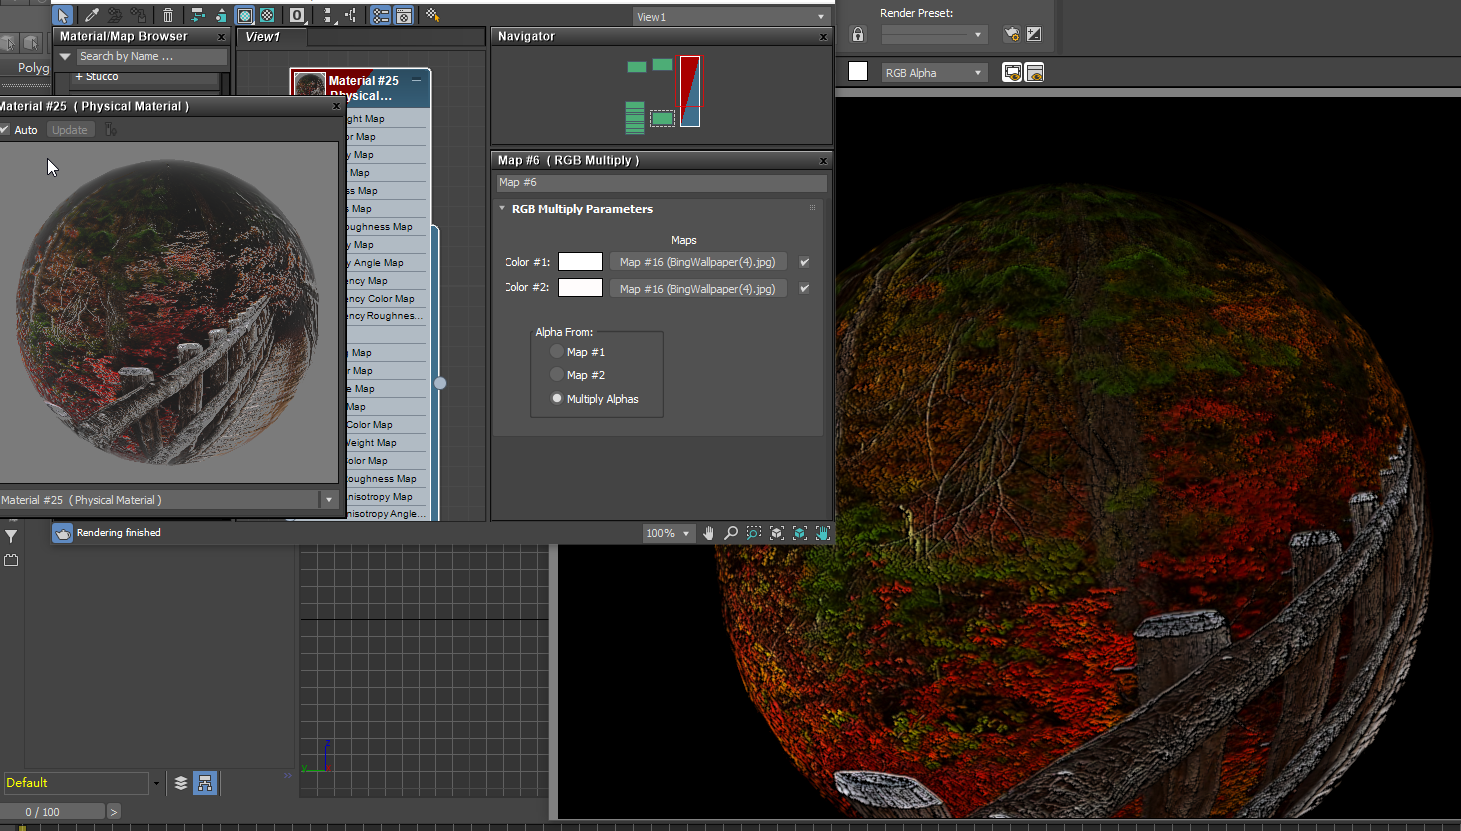 View1
Render Preset:
Material/Map Browser
x
View1
Navigator
x
Search by Name ...
Polyg
+ Stucco
Material #25
Physical...
RGB Alpha
Material #25 ( Physical Material )
x
Auto
Update
ght Map
or Map
y Map
Map
ss Map
s Map
oughness Map
y Map
y Angle Map
ency Map
ency Color Map
ency Roughnes...
g Map
r Map
e Map
Map
Color Map
Weight Map
olor Map
oughness Map
nisotropy Map
nisotropy Angle...
Map #6 ( RGB Multiply )
x
Map #6
RGB Multiply Parameters
Maps
Color #1:
Map #16 (BingWallpaper(4).jpg)
Color #2:
Map #16 (BingWallpaper(4).jpg)
Alpha From:
Map #1
Map #2
Multiply Alphas
Material #25 ( Physical Material )
Rendering finished
100%
z
y
Default
0 / 100
>